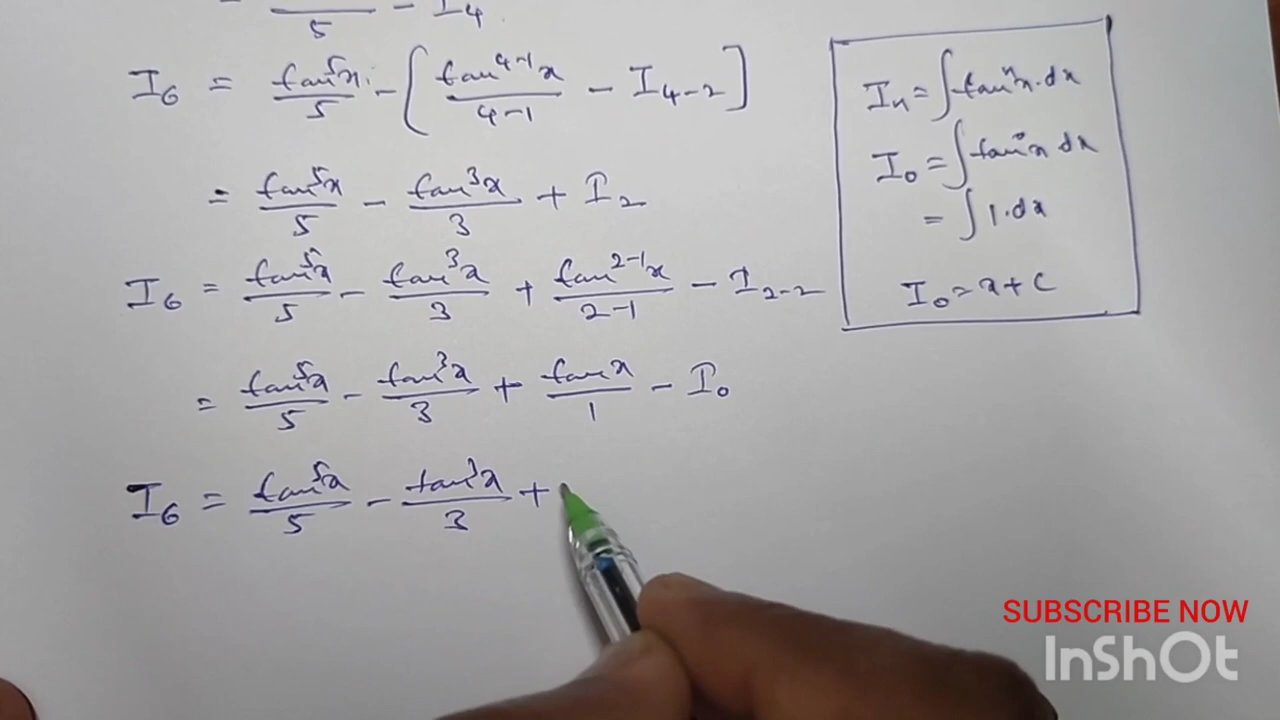 = ―/5 - I₄
I₆ = tan⁵x/5 - [tan⁴⁻¹x/4-1 - I₄₋₂]
= tan⁵x/5 - tan³x/3 + I₂
I₆ = tan⁵x/5 - tan³x/3 + tan²⁻¹x/2-1 - I₂₋₂
= tan⁵x/5 - tan³x/3 + tanx/1 - I₀
I₆ = tan⁵x/5 - tan³x/3 +
Iₙ = ∫tanⁿx.dx
I₀ = ∫tan⁰x dx
= ∫1.dx
I₀ = x + c
SUBSCRIBE NOW
InShOt